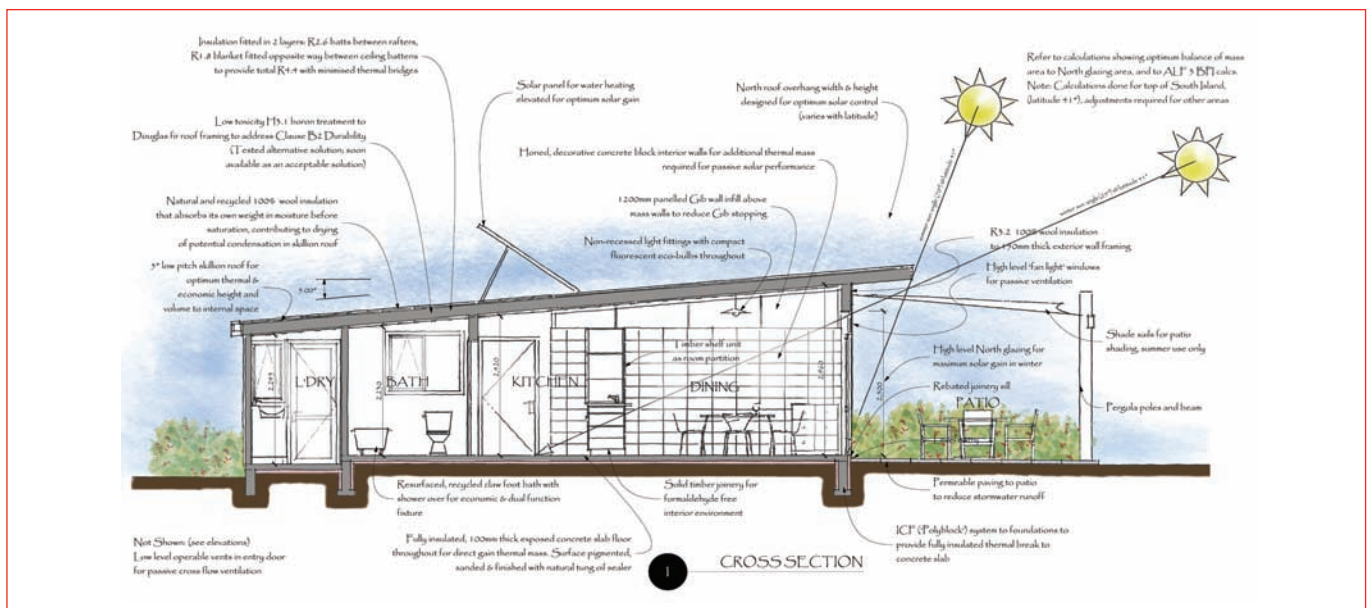 Insulation fitted in 2 layers: R2.6 batts between rafters,
R1.8 blanket fitted opposite way between ceiling battens
to provide total R4.4 with minimised thermal bridges
Low toxicity H3.1 boron treatment to
Douglas fir roof framing to address Clause B2 Durability
(Tested alternative solution; soon
available as an acceptable solution)
Natural and recycled 100% wool insulation
that absorbs its own weight in moisture before
saturation, contributing to drying
of potential condensation in skillion roof
3° low pitch skillion roof for
optimum thermal &
economic height and
volume to internal space
3.00°
Solar panel for water heating
elevated for optimum solar gain
North roof overhang width & height
designed for optimum solar control
(varies with latitude)
Honed, decorative concrete block interior walls for additional thermal mass
required for passive solar performance
1200mm panelled Gib wall infill above
mass walls to reduce Gib stopping
Non-recessed light fittings with compact
fluorescent eco-bulbs throughout
Refer to calculations showing optimum balance of mass
area to North glazing area, and to ALF 3 BPI calcs.
Note: Calculations done for top of South Island,
(latitude 41°), adjustments required for other areas
R3.2 100% wool insulation
to 150mm thick exterior wall framing
High level 'fan light' windows
for passive ventilation
Shade sails for patio
shading, summer use only
High level North glazing for
maximum solar gain in winter
Rebated joinery sill
Pergola poles and beam
Timber shelf unit
as room partition
L'DRY
BATH
KITCHEN
DINING
PATIO
Resurfaced, recycled claw foot bath with
shower over for economic & dual function
fixture
Solid timber joinery for
formaldehyde free
interior environment
Permeable paving to patio
to reduce stormwater runoff
Fully insulated, 100mm thick exposed concrete slab floor
throughout for direct gain thermal mass. Surface pigmented,
sanded & finished with natural tung oil sealer
ICF ('Polyblock') system to foundations to
provide fully insulated thermal break to
concrete slab
Not Shown: (see elevations)
Low level operable vents in entry door
for passive cross flow ventilation
1
CROSS SECTION